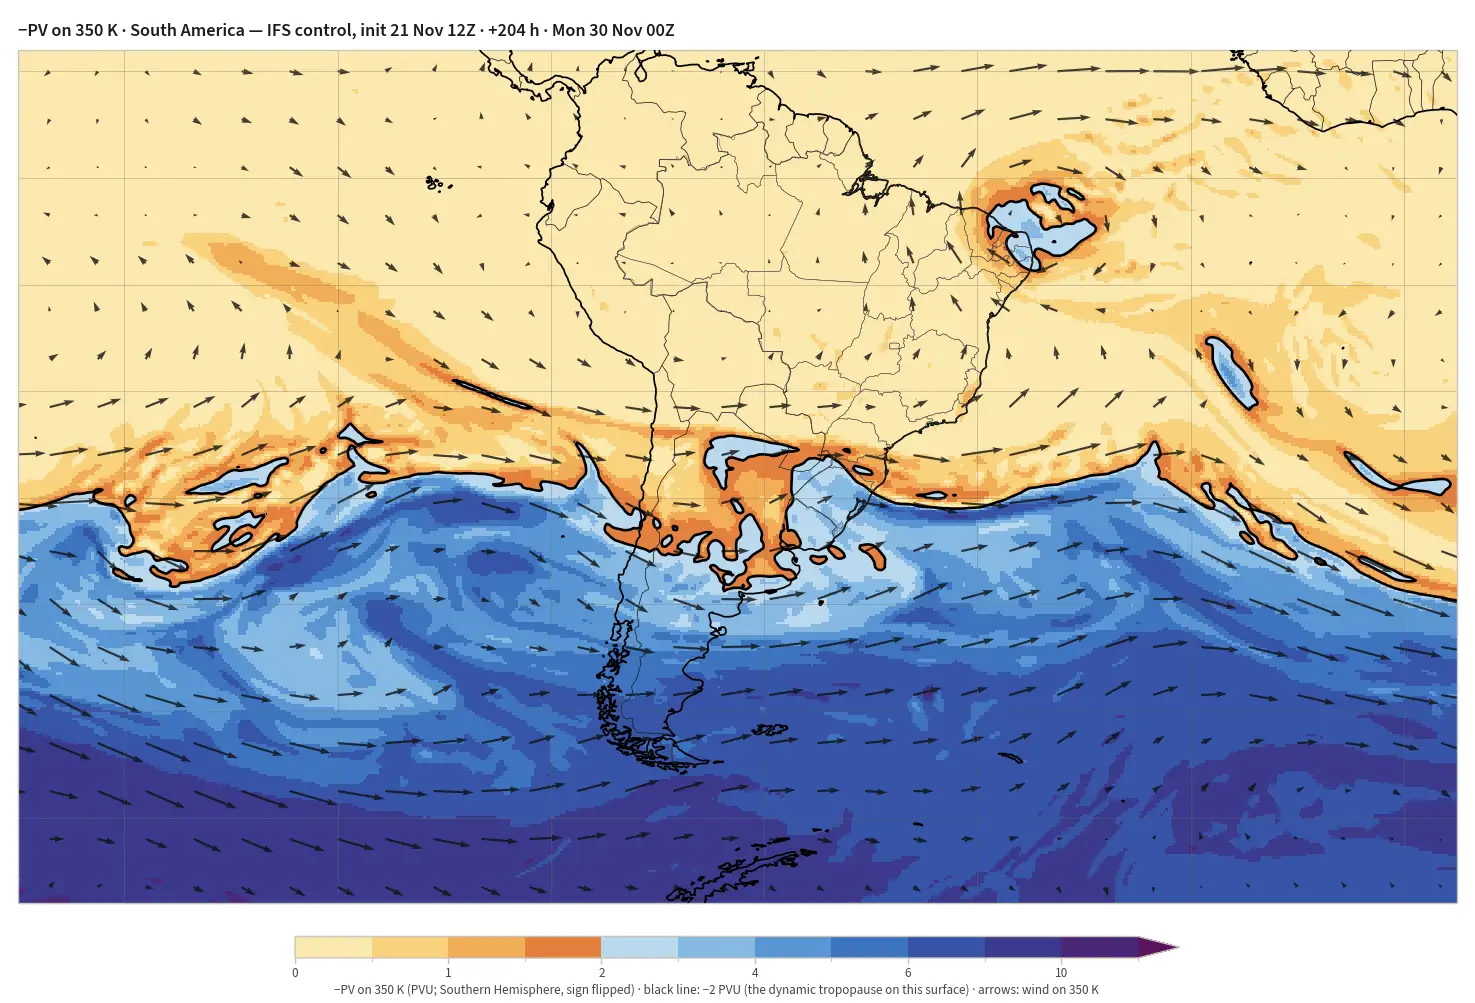 −PV on 350 K · South America — IFS control, init 21 Nov 12Z · +204 h · Mon 30 Nov 00Z
0 1 2 4 6 10
−PV on 350 K (PVU; Southern Hemisphere, sign flipped) · black line: −2 PVU (the dynamic tropopause on this surface) · arrows: wind on 350 K